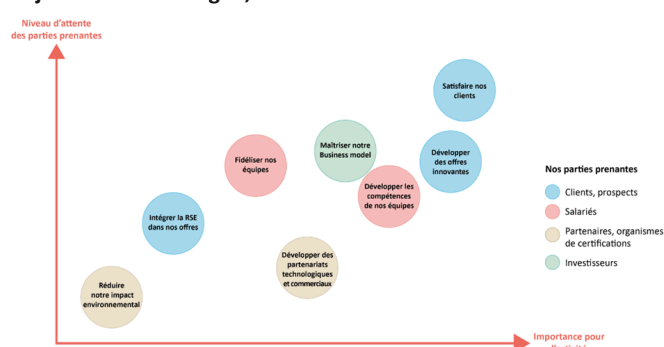 Niveau d'attente
des parties prenantes
Satisfaire nos
clients
Maîtriser notre
Business model
Développer
des offres
innovantes
Fidéliser nos
équipes
Développer les
compétences
de nos équipes
Intégrer la RSE
dans nos offres
Développer des
partenariats
technologiques
et commerciaux
Réduire
notre impact
environnemental
Nos parties prenantes
Clients, prospects
Salariés
Partenaires, organismes
de certifications
Investisseurs
Importance pour